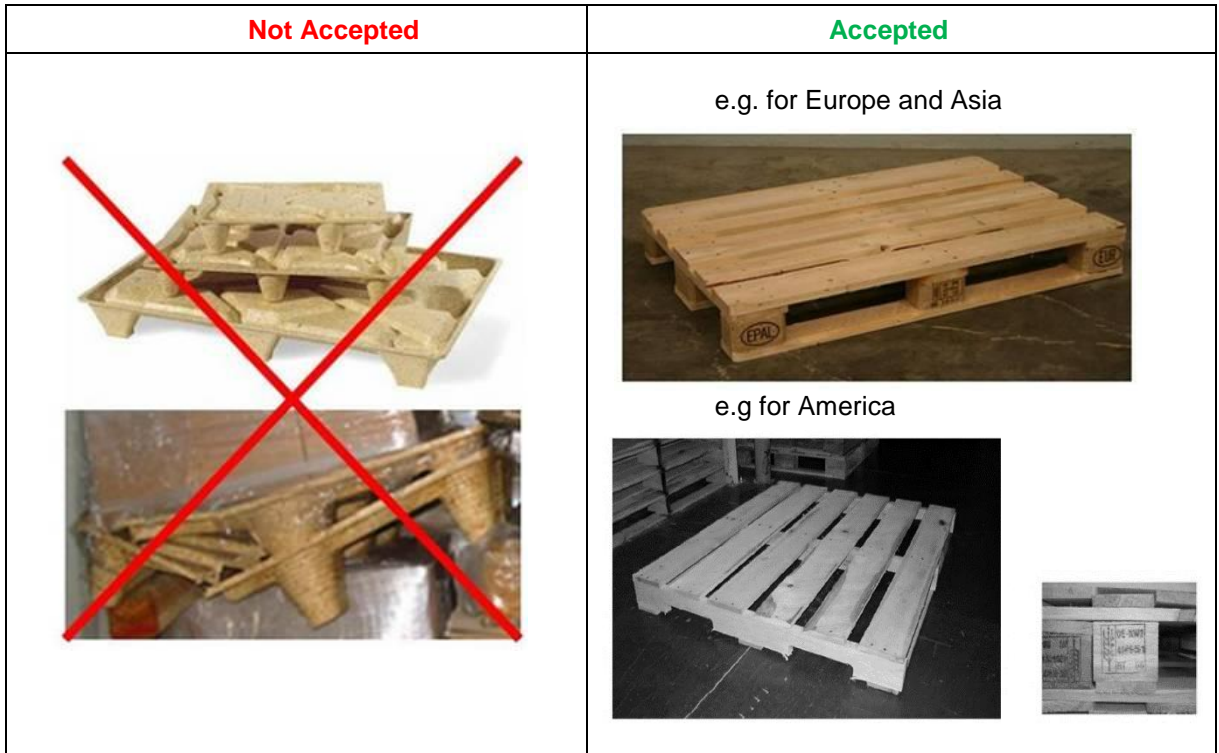 Not Accepted
Accepted
e.g. for Europe and Asia
EPAL
EUR
e.g for America